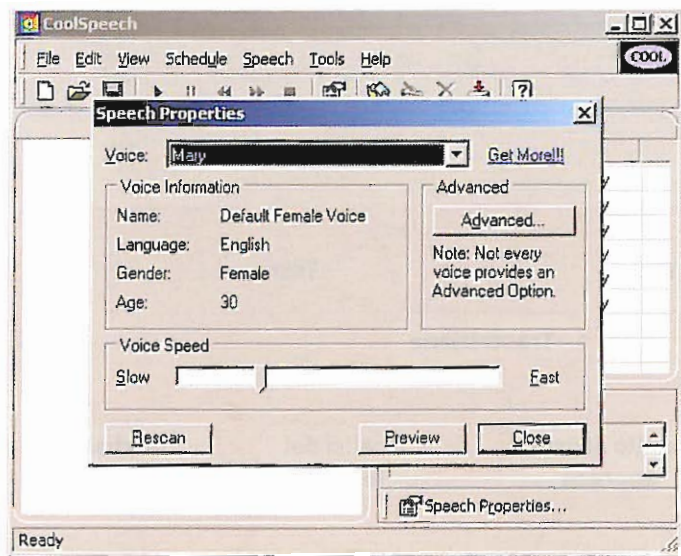 CoolSpeech
File Edit View Schedule Speech Tools Help
COOL
Speech Properties
Voice: Mary Get More!!!
Voice Information
Name: Default Female Voice
Language: English
Gender: Female
Age: 30
Advanced
Advanced...
Note: Not every
voice provides an
Advanced Option.
Voice Speed
Slow Fast
Rescan Preview Close
Speech Properties...
Ready